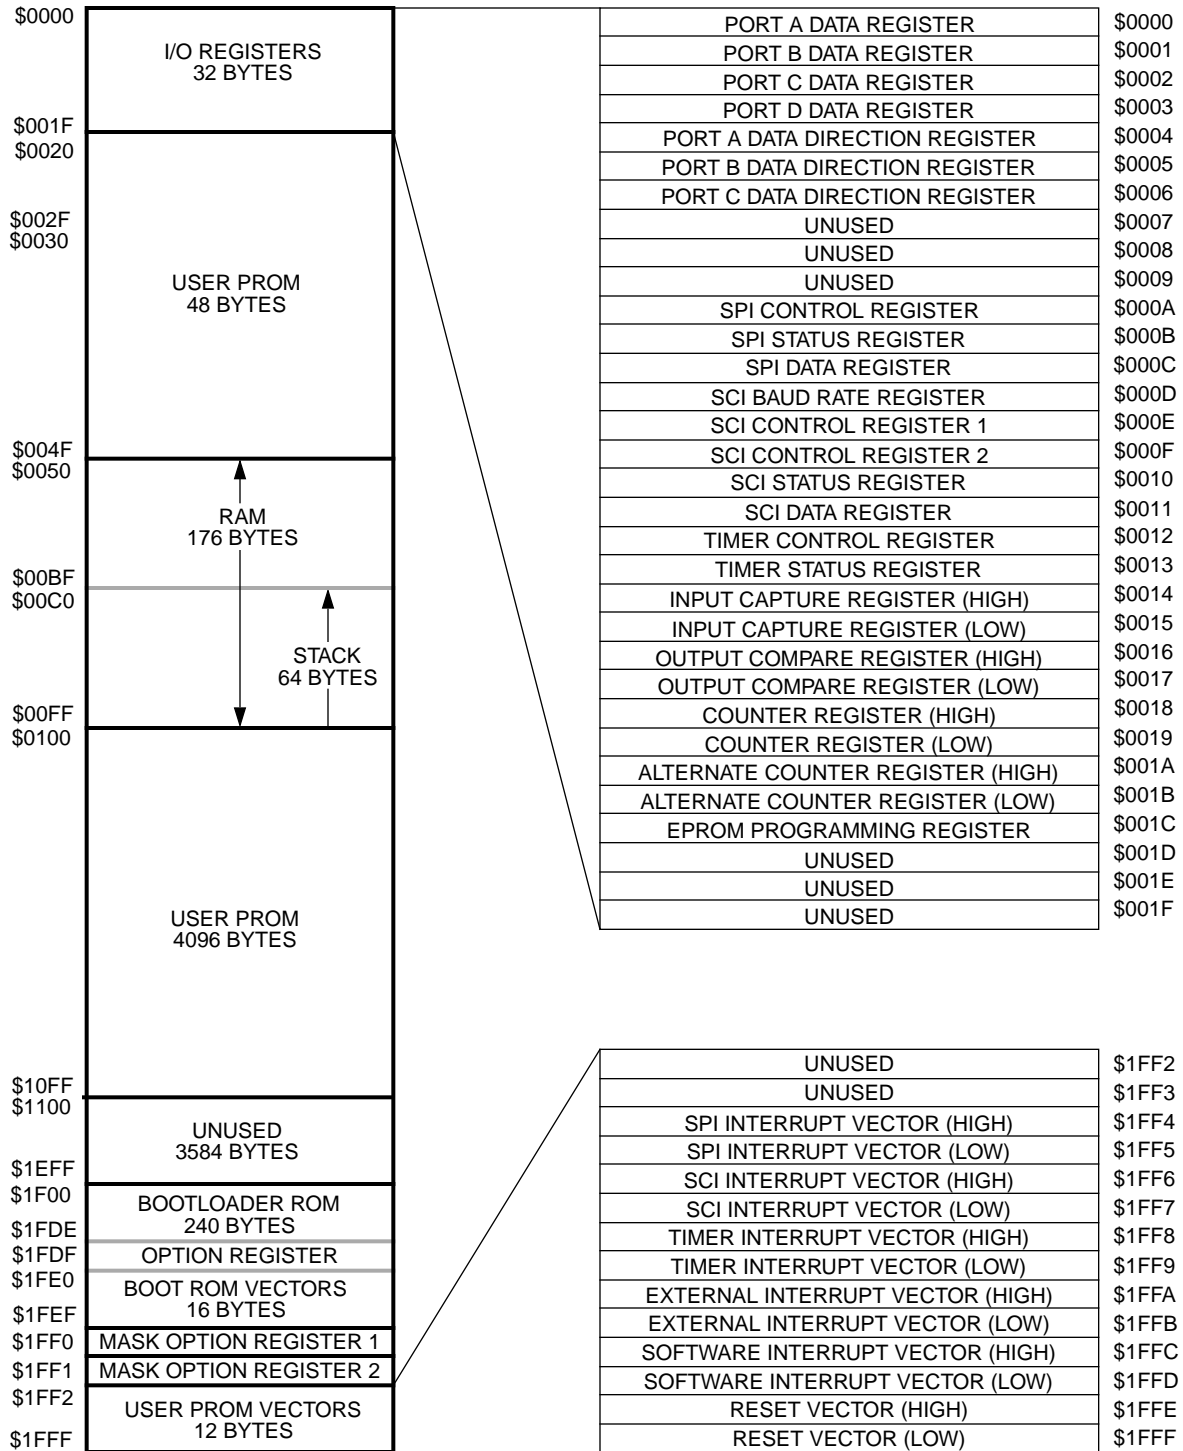 $0000
I/O REGISTERS
32 BYTES
$001F
$0020
$002F
$0030
USER PROM
48 BYTES
$004F
$0050
RAM
176 BYTES
$00BF
$00C0
STACK
64 BYTES
$00FF
$0100
USER PROM
4096 BYTES
$10FF
$1100
UNUSED
3584 BYTES
$1EFF
$1F00
BOOTLOADER ROM
240 BYTES
$1FDE
$1FDF
OPTION REGISTER
$1FE0
BOOT ROM VECTORS
16 BYTES
$1FEF
$1FF0 MASK OPTION REGISTER 1
$1FF1 MASK OPTION REGISTER 2
$1FF2
USER PROM VECTORS
12 BYTES
$1FFF
PORT A DATA REGISTER $0000
PORT B DATA REGISTER $0001
PORT C DATA REGISTER $0002
PORT D DATA REGISTER $0003
PORT A DATA DIRECTION REGISTER $0004
PORT B DATA DIRECTION REGISTER $0005
PORT C DATA DIRECTION REGISTER $0006
UNUSED $0007
UNUSED $0008
UNUSED $0009
SPI CONTROL REGISTER $000A
SPI STATUS REGISTER $000B
SPI DATA REGISTER $000C
SCI BAUD RATE REGISTER $000D
SCI CONTROL REGISTER 1 $000E
SCI CONTROL REGISTER 2 $000F
SCI STATUS REGISTER $0010
SCI DATA REGISTER $0011
TIMER CONTROL REGISTER $0012
TIMER STATUS REGISTER $0013
INPUT CAPTURE REGISTER (HIGH) $0014
INPUT CAPTURE REGISTER (LOW) $0015
OUTPUT COMPARE REGISTER (HIGH) $0016
OUTPUT COMPARE REGISTER (LOW) $0017
COUNTER REGISTER (HIGH) $0018
COUNTER REGISTER (LOW) $0019
ALTERNATE COUNTER REGISTER (HIGH) $001A
ALTERNATE COUNTER REGISTER (LOW) $001B
EPROM PROGRAMMING REGISTER $001C
UNUSED $001D
UNUSED $001E
UNUSED $001F
UNUSED $1FF2
UNUSED $1FF3
SPI INTERRUPT VECTOR (HIGH) $1FF4
SPI INTERRUPT VECTOR (LOW) $1FF5
SCI INTERRUPT VECTOR (HIGH) $1FF6
SCI INTERRUPT VECTOR (LOW) $1FF7
TIMER INTERRUPT VECTOR (HIGH) $1FF8
TIMER INTERRUPT VECTOR (LOW) $1FF9
EXTERNAL INTERRUPT VECTOR (HIGH) $1FFA
EXTERNAL INTERRUPT VECTOR (LOW) $1FFB
SOFTWARE INTERRUPT VECTOR (HIGH) $1FFC
SOFTWARE INTERRUPT VECTOR (LOW) $1FFD
RESET VECTOR (HIGH) $1FFE
RESET VECTOR (LOW) $1FFF